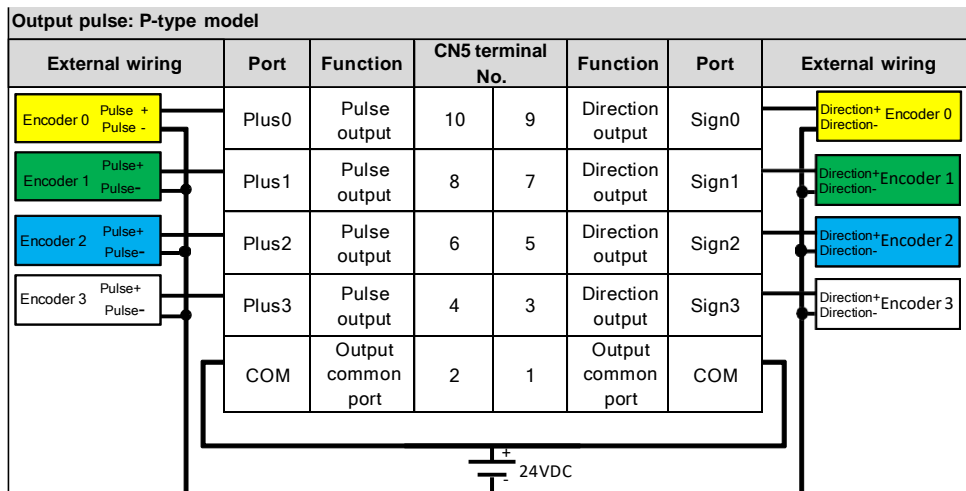 Output pulse: P-type model
External wiring Port Function CN5 terminal No. Function Port External wiring
Encoder 0 Pulse + Pulse - Plus0 Pulse output 10 9 Direction output Sign0 Direction+ Direction- Encoder 0
Encoder 1 Pulse+ Pulse- Plus1 Pulse output 8 7 Direction output Sign1 Direction+ Direction- Encoder 1
Encoder 2 Pulse+ Pulse- Plus2 Pulse output 6 5 Direction output Sign2 Direction+ Direction- Encoder 2
Encoder 3 Pulse+ Pulse- Plus3 Pulse output 4 3 Direction output Sign3 Direction+ Direction- Encoder 3
COM Output common port 2 1 Output common port COM
+
24VDC
-